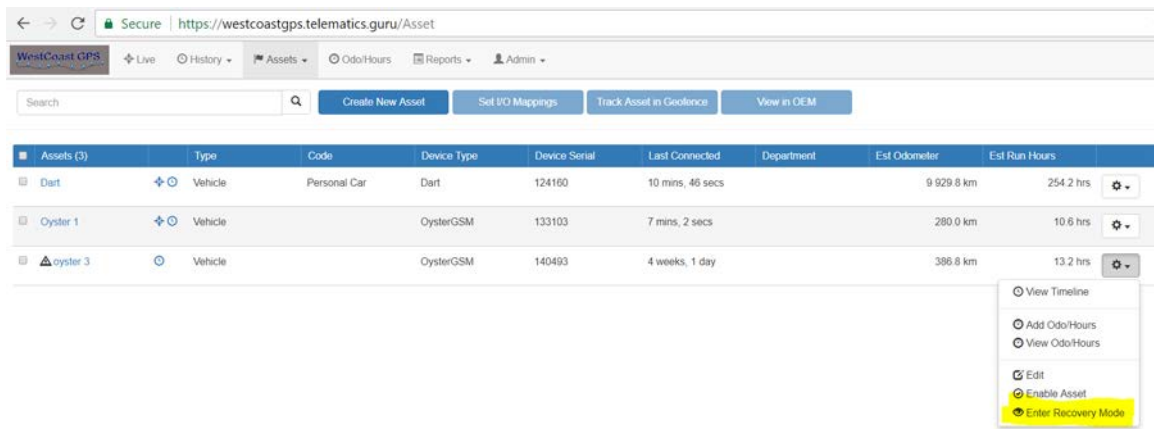 Secure | https://westcoastgps.telematics.guru/Asset
WestCoast GPS Live History Assets Odo/Hours Reports Admin
Search Create New Asset Set I/O Mappings Track Asset in Geofence View in OEM
Assets (3) Type Code Device Type Device Serial Last Connected Department Est Odometer Est Run Hours
Dart Vehicle Personal Car Dart 124160 10 mins, 46 secs 9 929.8 km 254.2 hrs
Oyster 1 Vehicle OysterGSM 133103 7 mins, 2 secs 280.0 km 10.6 hrs
oyster 3 Vehicle OysterGSM 140493 4 weeks, 1 day 386.8 km 13.2 hrs
View Timeline
Add Odo/Hours
View Odo/Hours
Edit
Enable Asset
Enter Recovery Mode